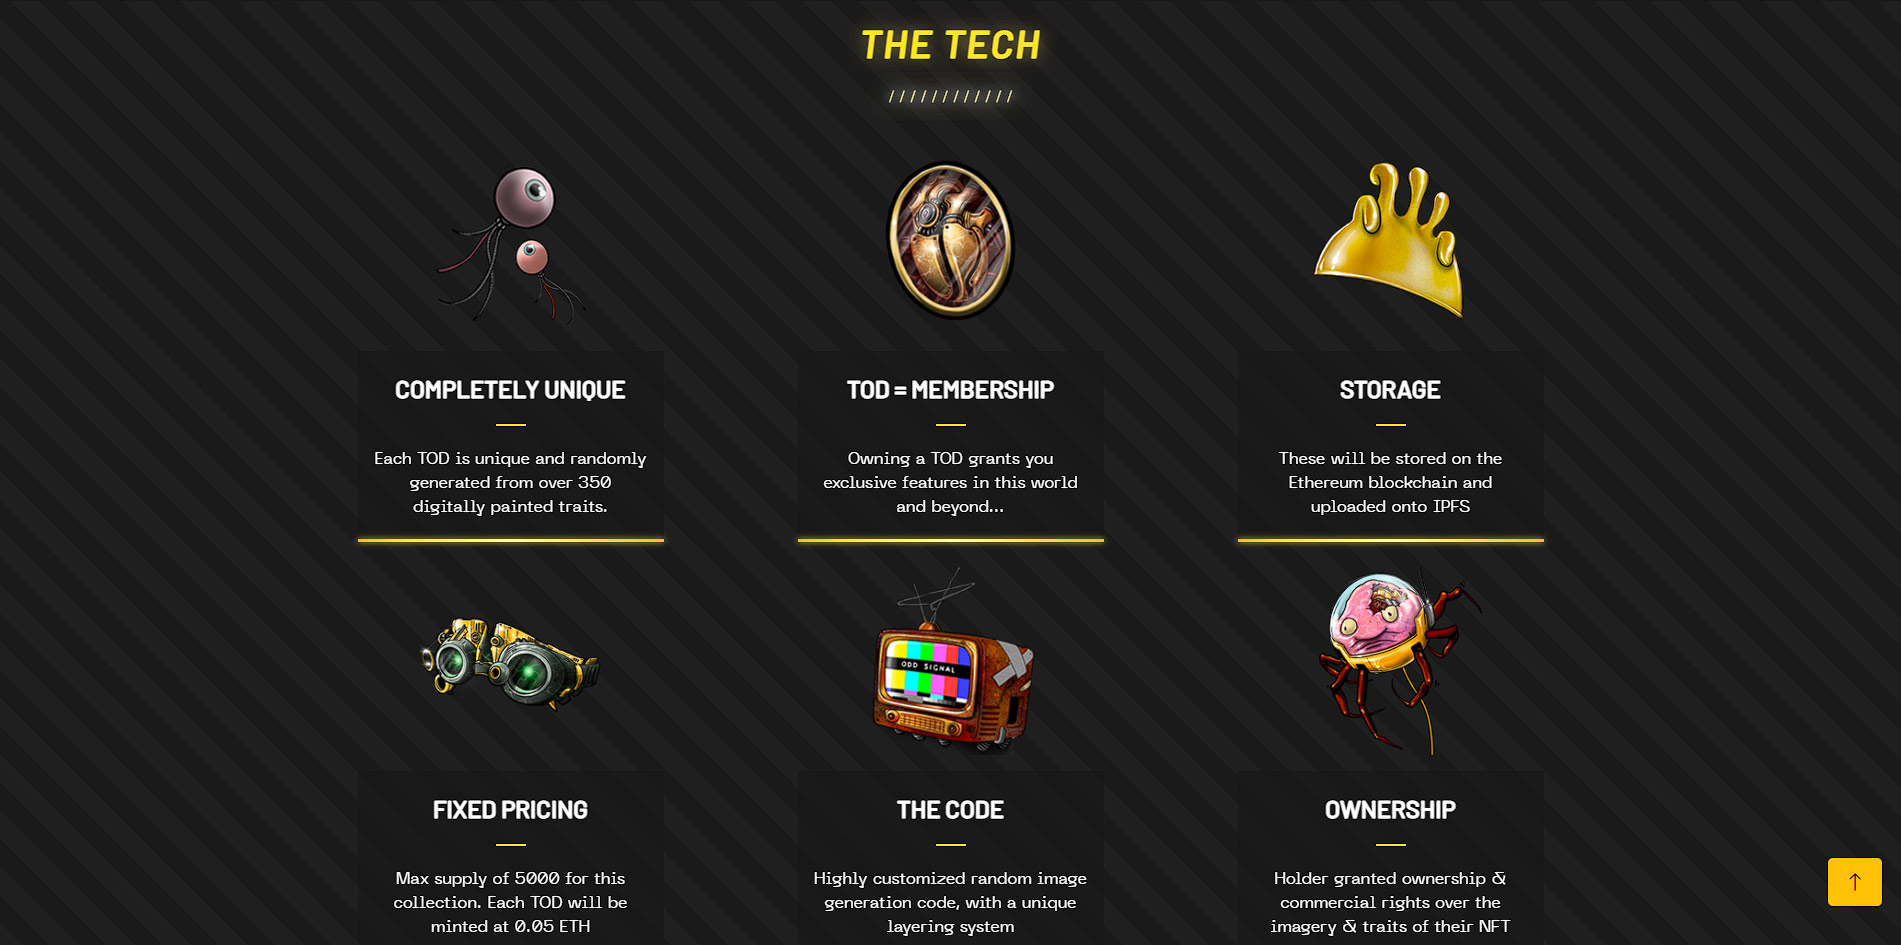 THE TECH
////////////
COMPLETELY UNIQUE
Each TOD is unique and randomly
generated from over 350
digitally painted traits.
TOD = MEMBERSHIP
Owning a TOD grants you
exclusive features in this world
and beyond...
STORAGE
These will be stored on the
Ethereum blockchain and
uploaded onto IPFS
ODD SIGNAL
FIXED PRICING
Max supply of 5000 for this
collection. Each TOD will be
minted at 0.05 ETH
THE CODE
Highly customized random image
generation code, with a unique
layering system
OWNERSHIP
Holder granted ownership &
commercial rights over the
imagery & traits of their NFT